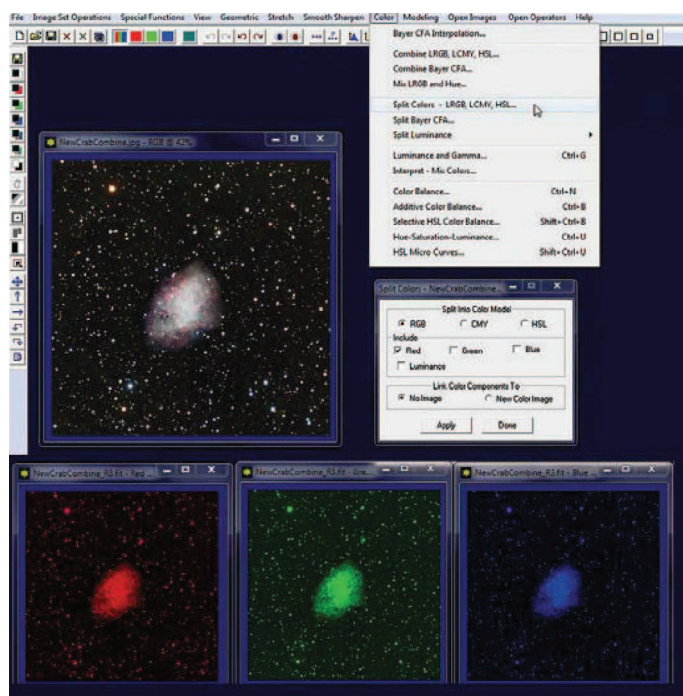 File Image Set Operations Special Functions View Geometric Stretch Smooth Sharpen Color Modeling Open Images Open Operators Help
Bayer CFA Interpolation...
Combine LRGB, LCMY, HSL...
Combine Bayer CFA...
Mix LRGB and Hue...
Split Colors - LRGB, LCMY, HSL...
Split Bayer CFA...
Split Luminance
Luminance and Gamma... Ctrl+G
Interpret - Mix Colors...
Color Balance... Ctrl+N
Additive Color Balance... Ctrl+B
Selective HSL Color Balance... Shift+Ctrl+B
Hue-Saturation-Luminance... Ctrl+U
HSL Micro Curves... Shift+Ctrl+U
NewCrabCombine.jpg - RGB @ 42%
Split Colors - NewCrabCombine...
Split Into Color Model
RGB CMY HSL
Include
Red Green Blue
Luminance
Link Color Components To
No Image New Color Image
Apply Done
NewCrabCombine_R3.fit - Red ...
NewCrabCombine_R3.fit - Gre...
NewCrabCombine_R3.fit - Blue